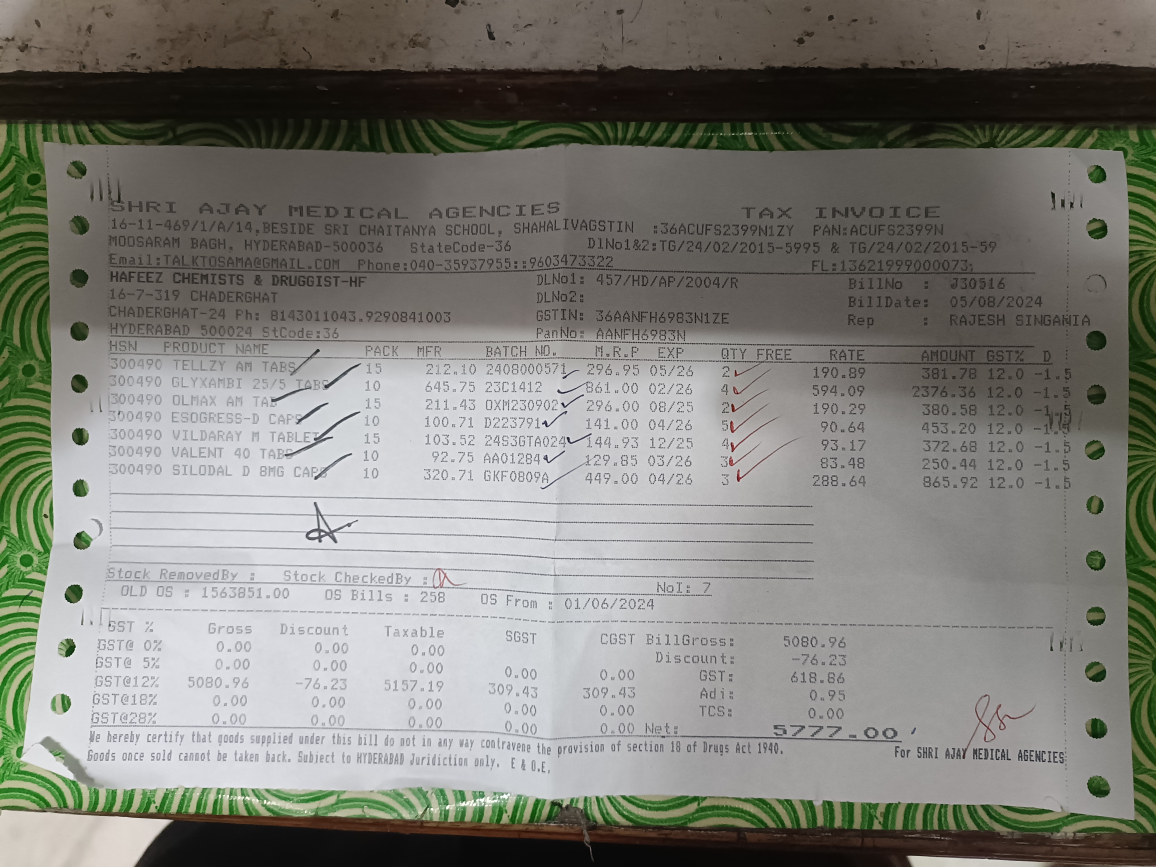 SHRI AJAY MEDICAL AGENCIES TAX INVOICE
16-11-469/1/A/14,BESIDE SRI CHAITANYA SCHOOL, SHAHALIVAGSTIN :36ACUFS2399N1ZY PAN:ACUFS2399N
MOOSARAM BAGH, HYDERABAD-500036 StateCode-36 DlNo1&2:TG/24/02/2015-5995 & TG/24/02/2015-59
Email:TALKTOSAMA@GMAIL.COM Phone:040-35937955::9603473322 FL:13621999000073
HAFEEZ CHEMISTS & DRUGGIST-HF DLNo1: 457/HD/AP/2004/R BillNo : J30516
16-7-319 CHADERGHAT DLNo2: BillDate: 05/08/2024
CHADERGHAT-24 Ph: 8143011043.9290841003 GSTIN: 36AANFH6983N1ZE Rep : RAJESH SINGANIA
HYDERABAD 500024 StCode:36 PanNo: AANFH6983N
HSN PRODUCT NAME PACK MFR BATCH NO. M.R.P EXP QTY FREE RATE AMOUNT GST% D
300490 TELLZY AM TABS 15 212.10 2408000571 296.95 05/26 2 190.89 381.78 12.0 -1.5
300490 GLYXAMBI 25/5 TABS 10 645.75 23C1412 861.00 02/26 4 594.09 2376.36 12.0 -1.5
300490 OLMAX AM TAB 15 211.43 OXM230902 296.00 08/25 2 190.29 380.58 12.0 -1.5
300490 ESOGRESS-D CAPS 10 100.71 D223791 141.00 04/26 5 90.64 453.20 12.0 -1.5
300490 VILDARAY M TABLET 15 103.52 24S3GTA024 144.93 12/25 4 93.17 372.68 12.0 -1.5
300490 VALENT 40 TABS 10 92.75 AA01284 129.85 03/26 3 83.48 250.44 12.0 -1.5
300490 SILODAL D 8MG CAPS 10 320.71 GKF0809A 449.00 04/26 3 288.64 865.92 12.0 -1.5
Stock RemovedBy : Stock CheckedBy : NoI: 7
OLD OS : 1563851.00 OS Bills : 258 OS From : 01/06/2024
GST % Gross Discount Taxable SGST CGST BillGross: 5080.96
GST@ 0% 0.00 0.00 0.00 0.00 0.00 Discount: -76.23
GST@ 5% 0.00 0.00 0.00 0.00 0.00 GST: 618.86
GST@12% 5080.96 -76.23 5157.19 309.43 309.43 Adj: 0.95
GST@18% 0.00 0.00 0.00 0.00 0.00 TCS: 0.00
GST@28% 0.00 0.00 0.00 0.00 0.00 Net: 5777.00
We hereby certify that goods supplied under this bill do not in any way contravene the provision of section 18 of Drugs Act 1940.
Goods once sold cannot be taken back. Subject to HYDERABAD Juridiction only. E & O.E. For SHRI AJAY MEDICAL AGENCIES